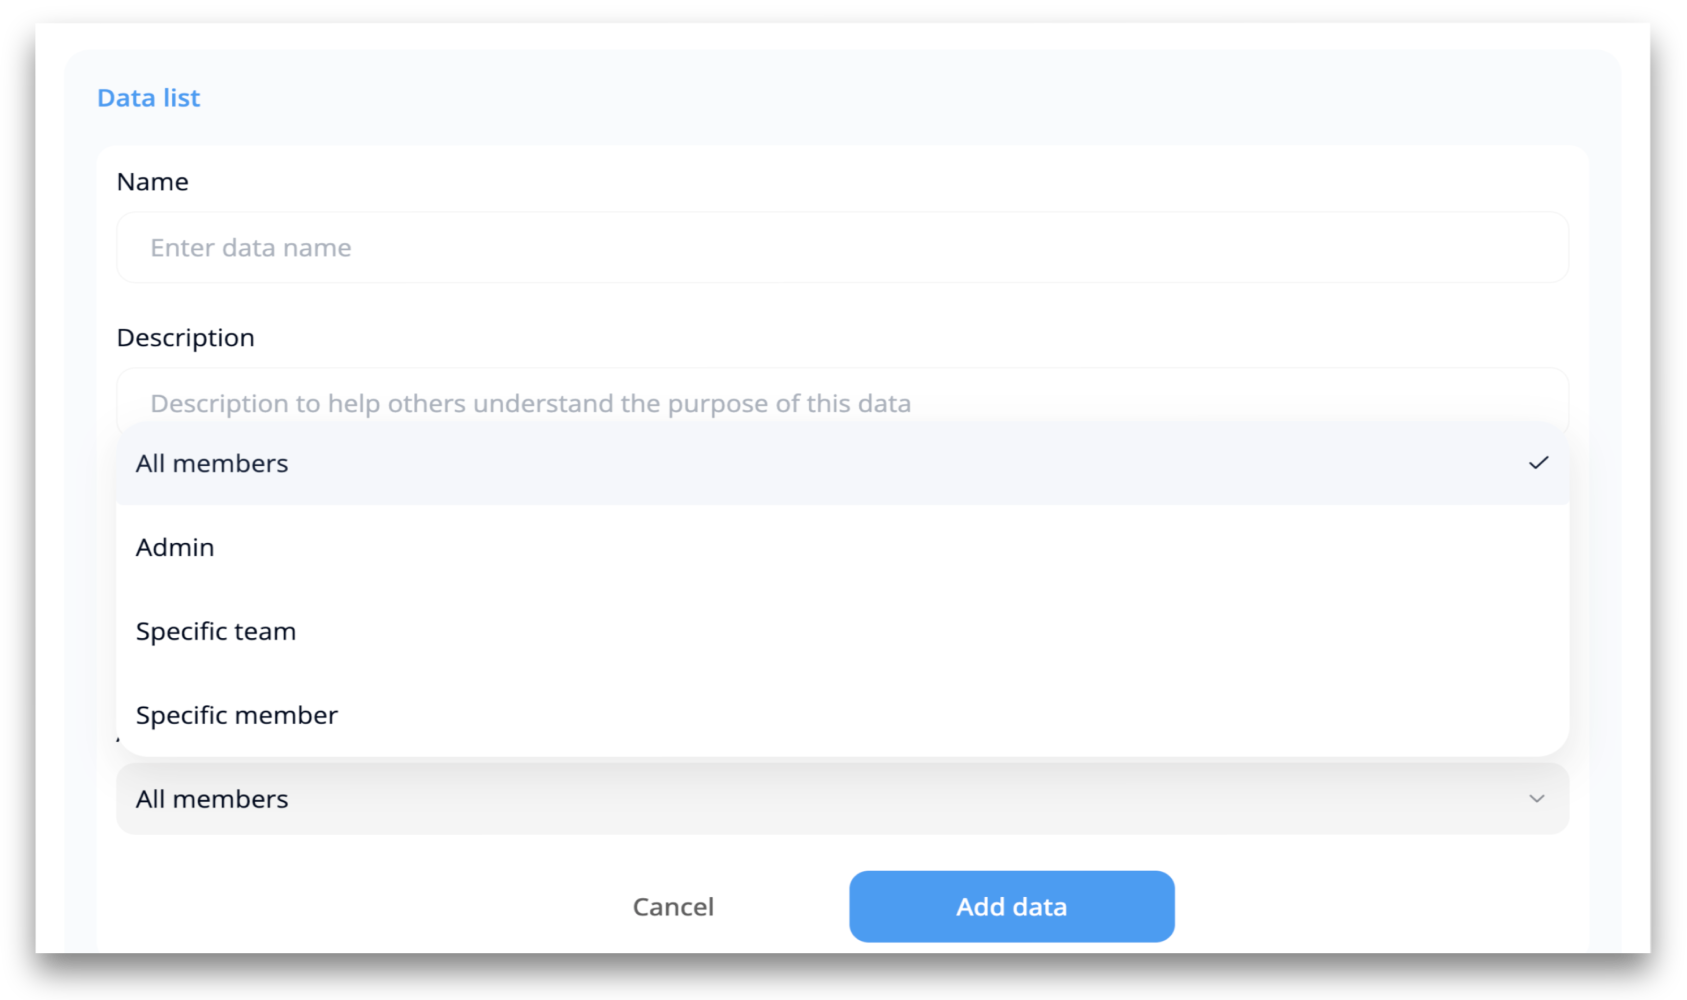 Data list
Name
Enter data name
Description
Description to help others understand the purpose of this data
All members
Admin
Specific team
Specific member
All members
Cancel
Add data